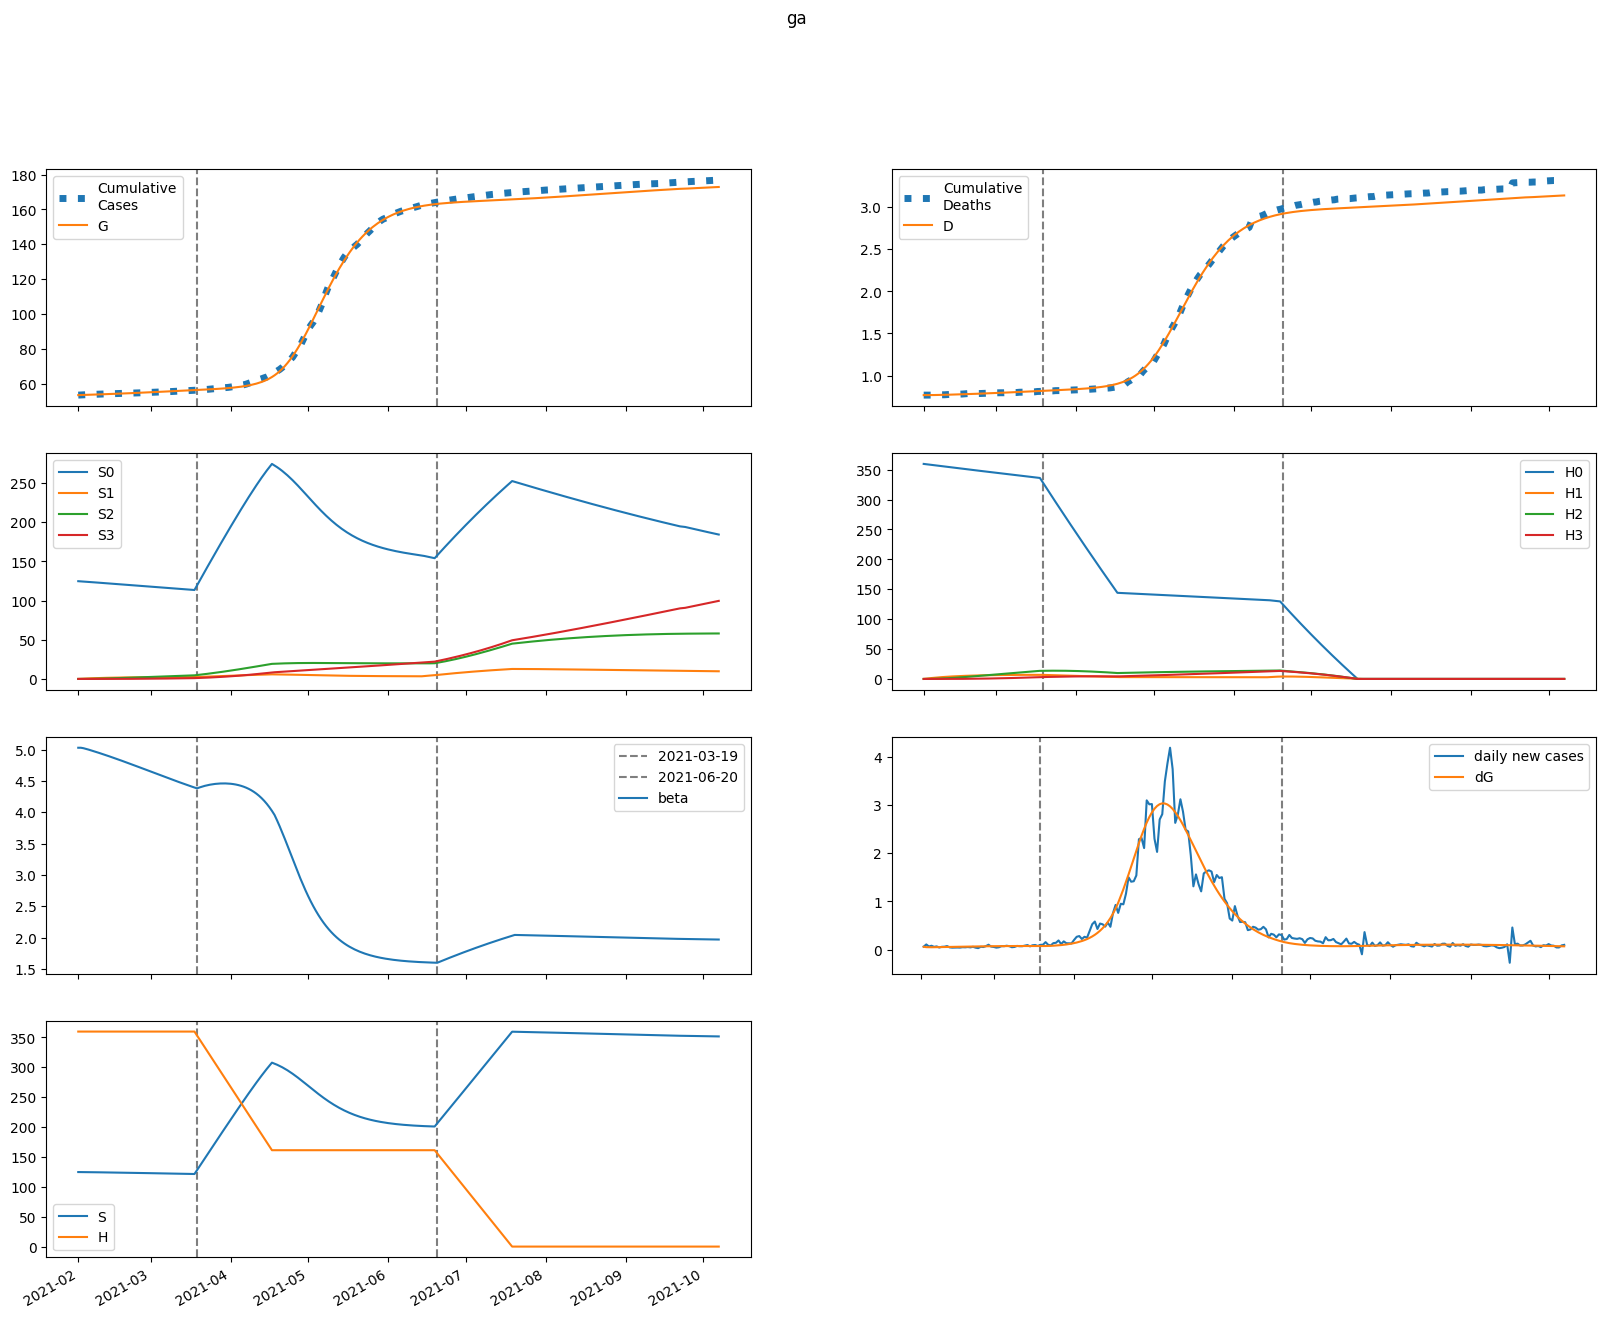 ga
180
160
140
120
100
80
60
Cumulative
Cases
G
3.0
2.5
2.0
1.5
1.0
Cumulative
Deaths
D
250
200
150
100
50
0
S0
S1
S2
S3
350
300
250
200
150
100
50
0
H0
H1
H2
H3
5.0
4.5
4.0
3.5
3.0
2.5
2.0
1.5
2021-03-19
2021-06-20
beta
4
3
2
1
0
daily new cases
dG
350
300
250
200
150
100
50
0
S
H
2021-02
2021-03
2021-04
2021-05
2021-06
2021-07
2021-08
2021-09
2021-10